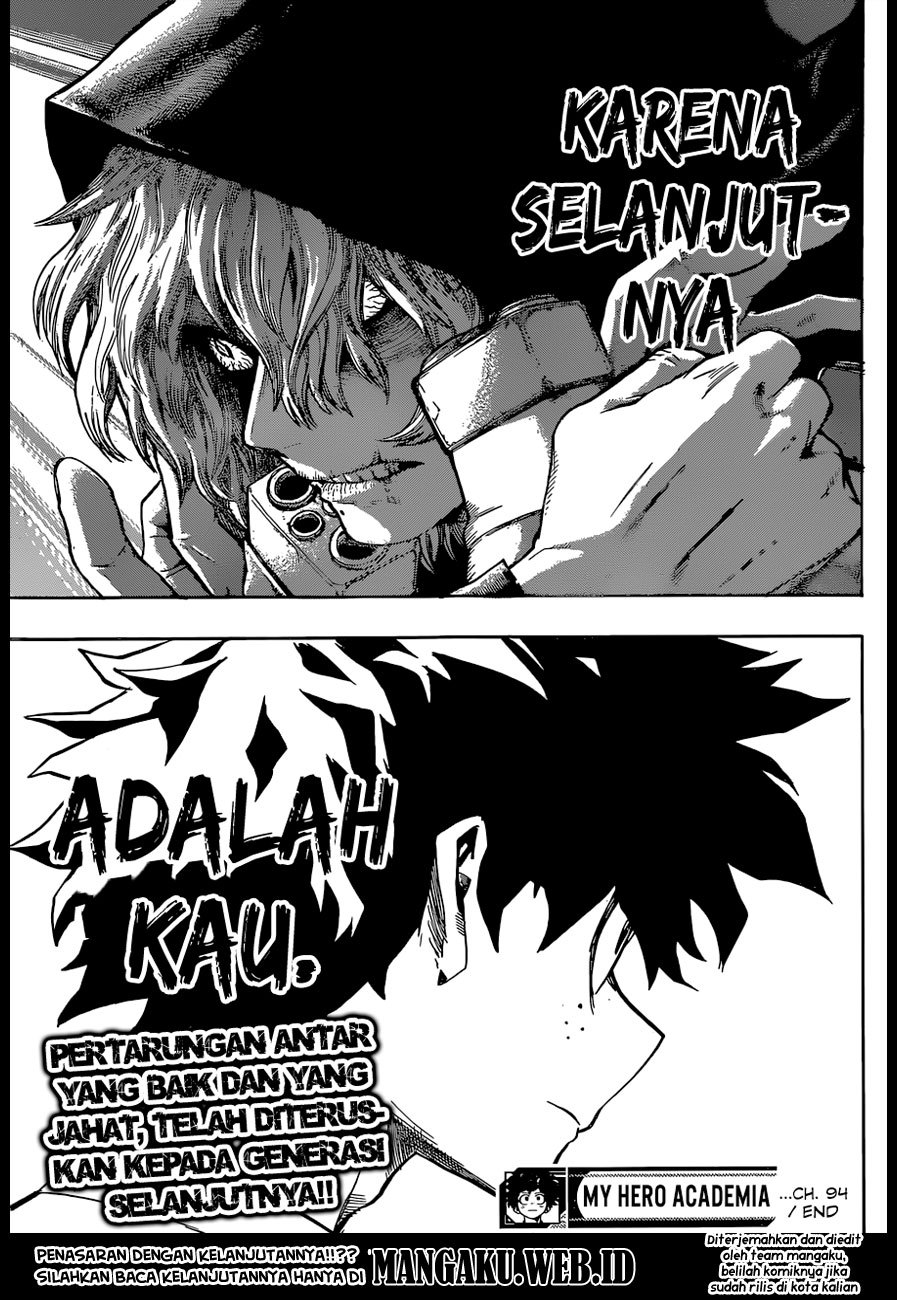 KARENA
SELANJUT-
NYA
ADALAH
KAU.
PERTARUNGAN ANTAR
YANG BAIK DAN YANG
JAHAT, TELAH DITERUS-
KAN KEPADA GENERASI
SELANJUTNYA!!
MY HERO ACADEMIA
...CH. 94
/ END
PENASARAN DENGAN KELANJUTANNYA!!??
SILAHKAN BACA KELANJUTANNYA HANYA DI
MANGAKU.WEB.ID
Diterjemahkan dan diedit
oleh team mangaku,
belilah komiknya jika
sudah rilis di kota kalian